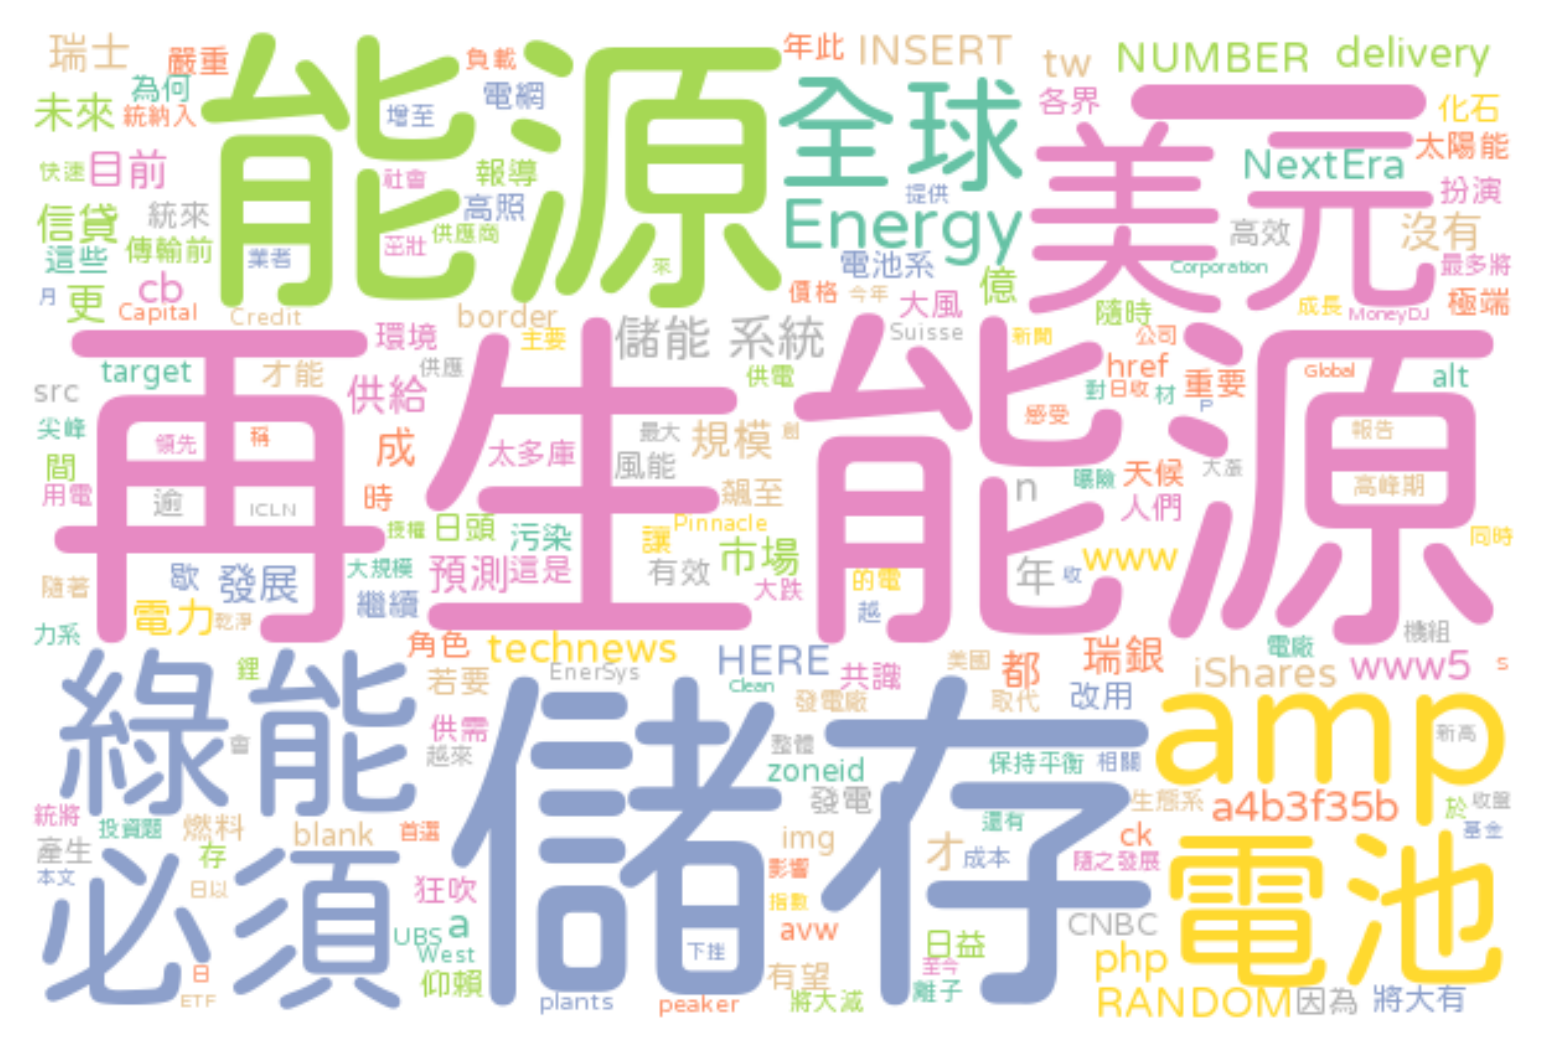 瑞士 嚴重 能源 負載 年此 INSERT tw NUMBER delivery
為何 電網 全球 各界 美元 化石
未來 統納入 增至 太陽能
快速 目前 社會 報導 提供 NextEra 扮演
信貸 統來 高照 Energy 高效 沒有
這些 傳輸前 業者 茁壯 供應商 來 電池系 Corporation 最多將
月 更 cb 價格 今年 大風 億 隨時 成長 極端
Capital Credit border MoneyDJ
再生能源 環境 主要 儲能 系統 Suisse 新聞 公司
target 才能 供應 供電 href Global alt
src 供給 對 日收 材 重要 P
尖峰 領先 稱 成 太多庫 最大 規模 創 感受 報告
間 風能 天候 大漲
用電 逾 ICLN 時 飆至 n 曝險 人們 高峰期
授權 日頭 污染 Pinnacle 讓 市場 www 同時
隨著 歇 發展 大規模 預測 這是 有效 大跌 的電 年 收
電力 乾淨 繼續 越
力系 角色 technews HERE 共識 美國 都 瑞銀 電廠 機組
綠能 鋰 若要 EnerSys Clean 發電廠 取代 改用 iShares www5 s
會 供需 越來 儲存 整體 zoneid 保持平衡 相關 amp 新高
統將 投資題 燃料 blank 首選 發電 生態系 a4b3f35b 於 收盤
產生 存 img 還有 ck 基金
必須 才 成本 隨之發展 電池
本文 日以 狂吹 影響 指數
UBS a avw 日益 CNBC
West 下挫 至今 php
日 仰賴 有望 離子
ETF plants peaker 將大減 RANDOM 因為 將大有